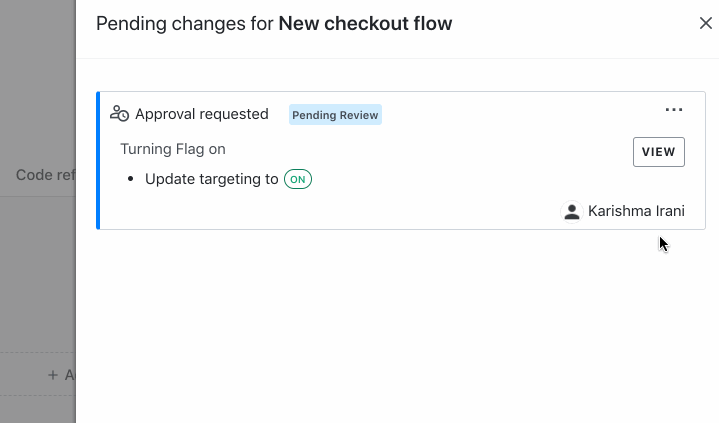 Pending changes for New checkout flow
Approval requested Pending Review
Turning Flag on
VIEW
Code ref
• Update targeting to ON
Karishma Irani
+ A